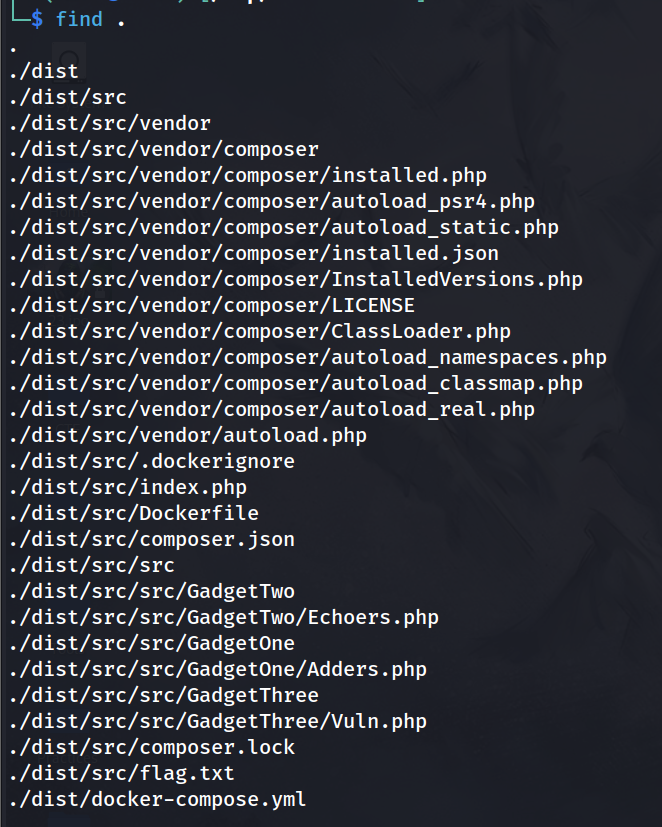 └─$ find .
.
./dist
./dist/src
./dist/src/vendor
./dist/src/vendor/composer
./dist/src/vendor/composer/installed.php
./dist/src/vendor/composer/autoload_psr4.php
./dist/src/vendor/composer/autoload_static.php
./dist/src/vendor/composer/installed.json
./dist/src/vendor/composer/InstalledVersions.php
./dist/src/vendor/composer/LICENSE
./dist/src/vendor/composer/ClassLoader.php
./dist/src/vendor/composer/autoload_namespaces.php
./dist/src/vendor/composer/autoload_classmap.php
./dist/src/vendor/composer/autoload_real.php
./dist/src/vendor/autoload.php
./dist/src/.dockerignore
./dist/src/index.php
./dist/src/Dockerfile
./dist/src/composer.json
./dist/src/src
./dist/src/src/GadgetTwo
./dist/src/src/GadgetTwo/Echoers.php
./dist/src/src/GadgetOne
./dist/src/src/GadgetOne/Adders.php
./dist/src/src/GadgetThree
./dist/src/src/GadgetThree/Vuln.php
./dist/src/composer.lock
./dist/src/flag.txt
./dist/docker-compose.yml